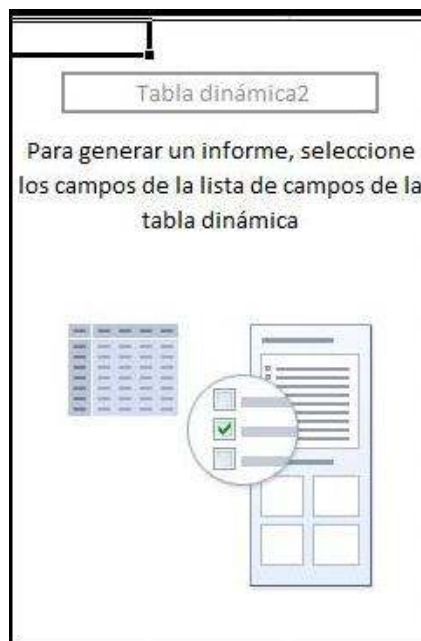 Tabla dinámica2
Para generar un informe, seleccione
los campos de la lista de campos de la
tabla dinámica